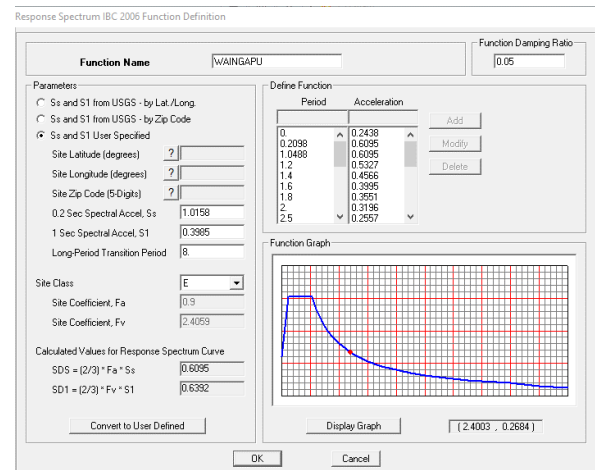 Response Spectrum IBC 2006 Function Definition
Function Name
WAINGAPU
Function Damping Ratio
0.05
Parameters
Ss and S1 from USGS - by Lat./Long.
Ss and S1 from USGS - by Zip Code
Ss and S1 User Specified
Site Latitude (degrees) ?
Site Longitude (degrees) ?
Site Zip Code (5-Digits) ?
0.2 Sec Spectral Accel, Ss 1.0158
1 Sec Spectral Accel, S1 0.3985
Long-Period Transition Period 8.
Site Class E
Site Coefficient, Fa 0.9
Site Coefficient, Fv 2.4059
Calculated Values for Response Spectrum Curve
SDS = (2/3) * Fa * Ss 0.6095
SD1 = (2/3) * Fv * S1 0.6392
Convert to User Defined
Define Function
Period Acceleration
0. 0.2438
0.2098 0.6095
1.0488 0.6095
1.2 0.5327
1.4 0.4566
1.6 0.3995
1.8 0.3551
2. 0.3196
2.5 0.2557
Add
Modify
Delete
Function Graph
Display Graph
(2.4003 , 0.2684 )
OK
Cancel